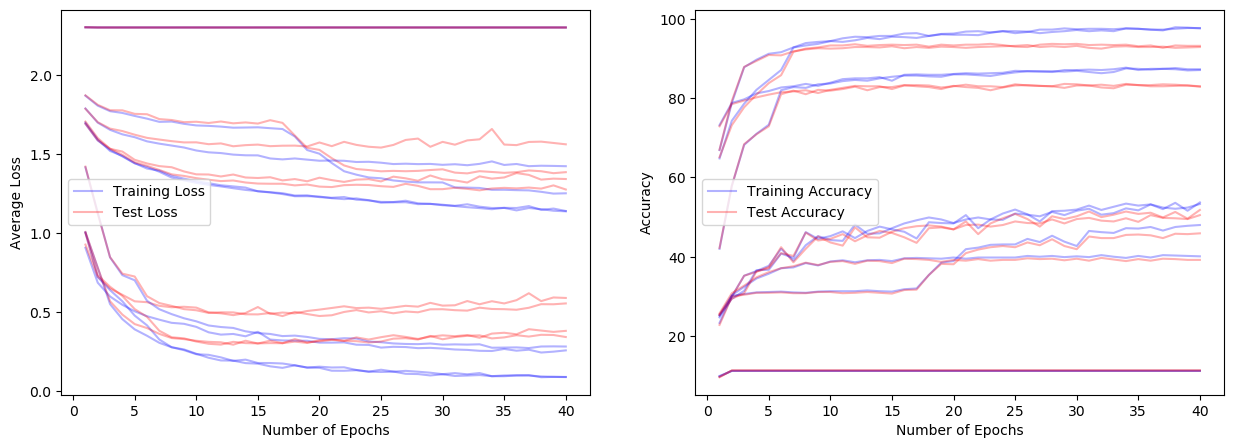 Average Loss
2.0
1.5
1.0
0.5
0.0
Training Loss
Test Loss
0 5 10 15 20 25 30 35 40
Number of Epochs
Accuracy
100
80
60
40
20
Training Accuracy
Test Accuracy
0 5 10 15 20 25 30 35 40
Number of Epochs